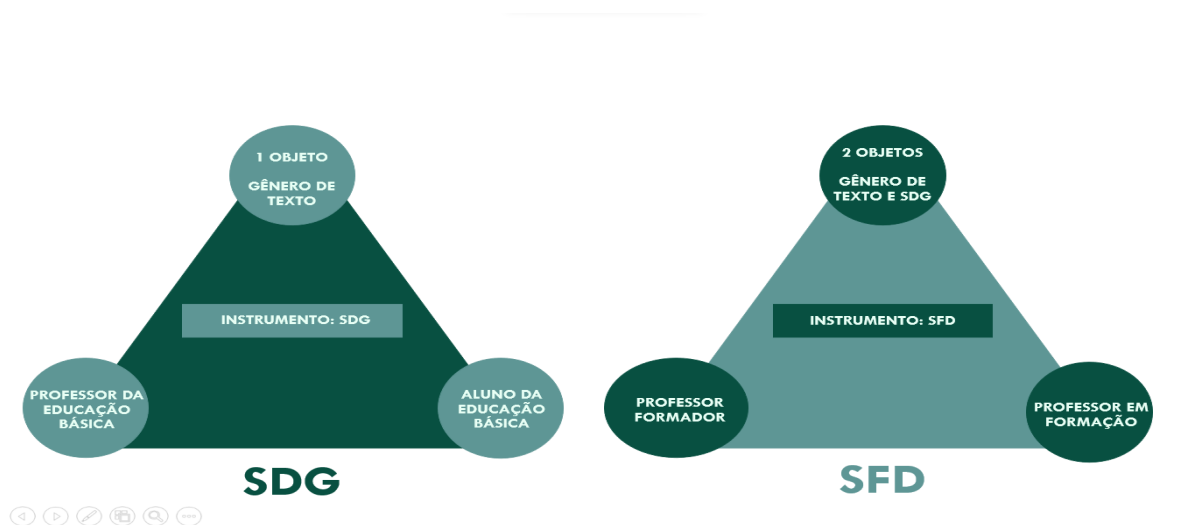 1 OBJETO
GÊNERO DE
TEXTO
INSTRUMENTO: SDG
PROFESSOR DA
EDUCAÇÃO
BÁSICA
ALUNO DA
EDUCAÇÃO
BÁSICA
SDG
2 OBJETOS
GÊNERO DE
TEXTO E SDG
INSTRUMENTO: SFD
PROFESSOR
FORMADOR
PROFESSOR EM
FORMAÇÃO
SFD